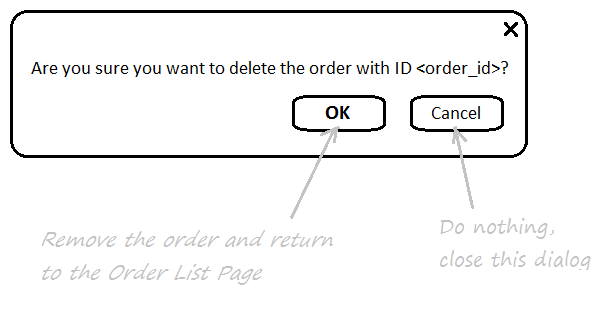 Are you sure you want to delete the order with ID <order_id>?
OK
Cancel
Remove the order and return
to the Order List Page
Do nothing,
close this dialog